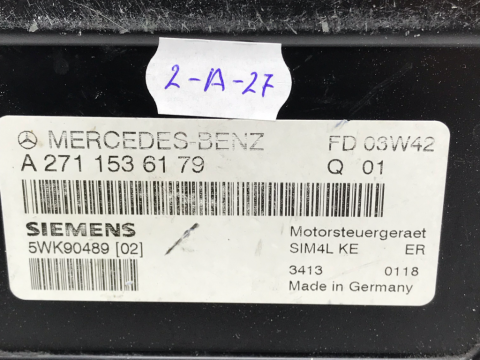 2-A-27
MERCEDES-BENZ FD 03W42
A 271 153 61 79 Q 01
SIEMENS Motorsteuergeraet
5WK90489 [02] SIM4L KE ER
3413 0118
Made in Germany